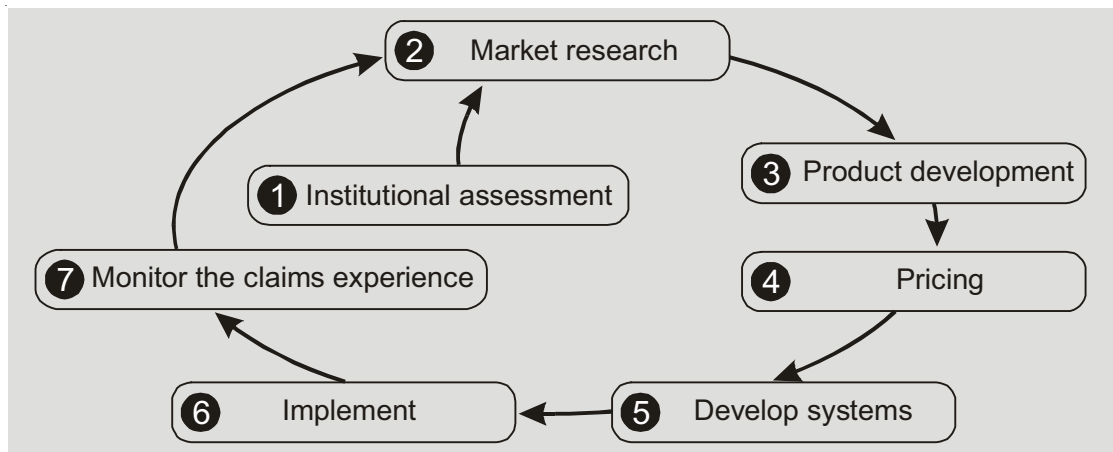 2 Market research
1 Institutional assessment
3 Product development
7 Monitor the claims experience
4 Pricing
6 Implement
5 Develop systems